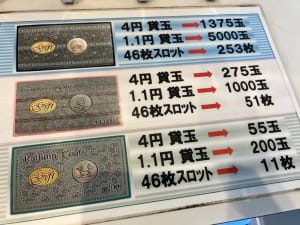 Gift
4円 貸玉 → 1375玉
1.1円 貸玉 → 5000玉
46枚スロット → 253枚
Gift
4円 貸玉 → 275玉
1.1円 貸玉 → 1000玉
46枚スロット → 51枚
Gift
4円 貸玉 → 55玉
1.1円 貸玉 → 200玉
46枚スロット → 11枚